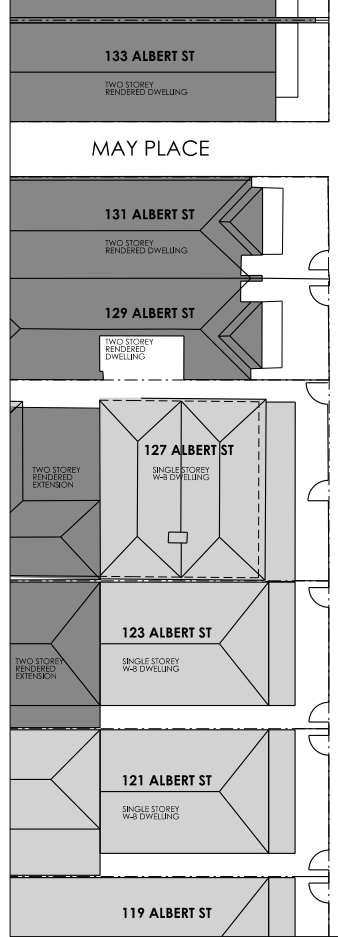 133 ALBERT ST
TWO STOREY
RENDERED DWELLING
MAY PLACE
131 ALBERT ST
TWO STOREY
RENDERED DWELLING
129 ALBERT ST
TWO STOREY
RENDERED
DWELLING
127 ALBERT ST
TWO STOREY
RENDERED
EXTENSION
SINGLE STOREY
W-B DWELLING
123 ALBERT ST
TWO STOREY
RENDERED
EXTENSION
SINGLE STOREY
W-B DWELLING
121 ALBERT ST
SINGLE STOREY
W-B DWELLING
119 ALBERT ST